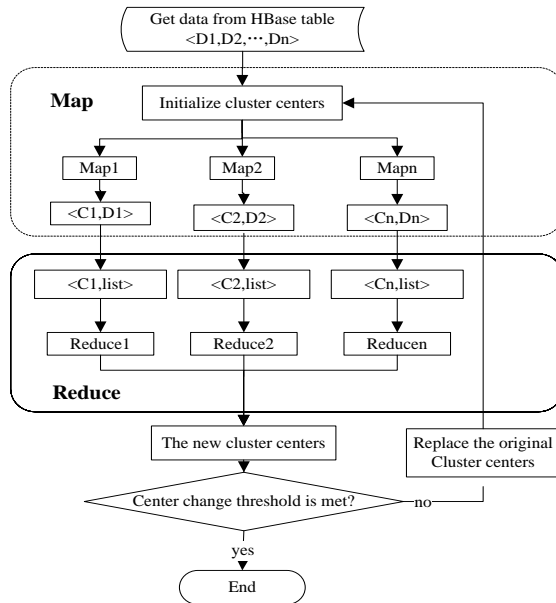 Get data from HBase table
<D1,D2,···,Dn>
Map
Initialize cluster centers
Map1
Map2
Mapn
<C1,D1>
<C2,D2>
<Cn,Dn>
<C1,list>
<C2,list>
<Cn,list>
Reduce1
Reduce2
Reducen
Reduce
The new cluster centers
Replace the original
Cluster centers
Center change threshold is met?
no
yes
End